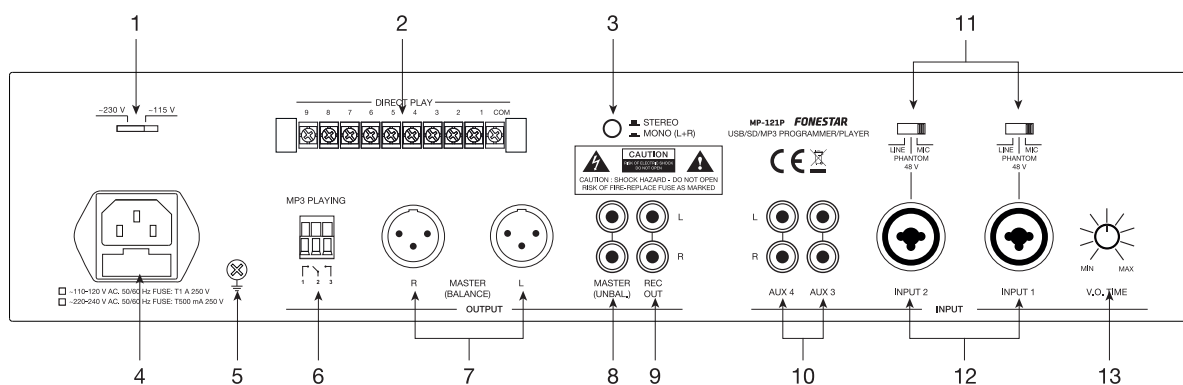 1 2 3 11
DIRECT PLAY
9 8 7 6 5 4 3 2 1 COM
~230 V ~115 V
STEREO
MONO (L+R)
MP-121P FONESTAR
USB/SD/MP3 PROGRAMMER/PLAYER
LINE MIC
PHANTOM
48 V
LINE MIC
PHANTOM
48 V
CAUTION
RISK OF ELECTRIC SHOCK
DO NOT OPEN
CAUTION : SHOCK HAZARD - DO NOT OPEN
RISK OF FIRE-REPLACE FUSE AS MARKED
CE
MP3 PLAYING
L
R
L
R
MIN MAX
1 2 3
~110-120 V AC. 50/60 Hz FUSE: T1 A 250 V
~220-240 V AC. 50/60 Hz FUSE: T500 mA 250 V
R MASTER L
(BALANCE)
MASTER
(UNBAL.)
REC
OUT
AUX 4 AUX 3
INPUT 2 INPUT 1
V.O. TIME
OUTPUT
INPUT
4 5 6 7 8 9 10 12 13